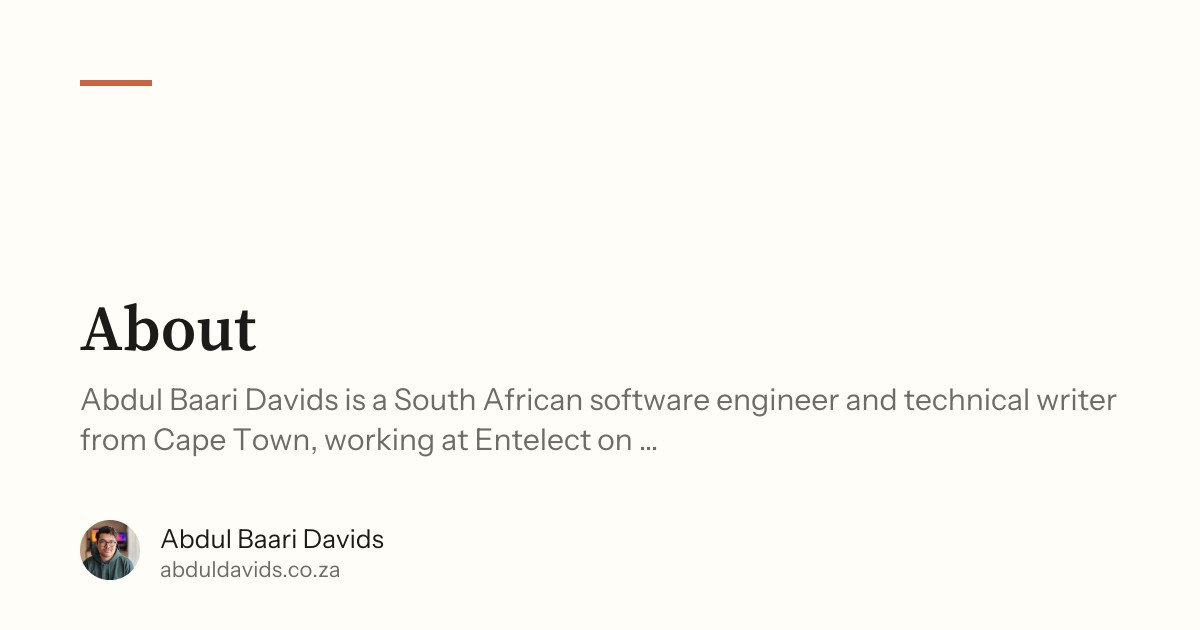 About
Abdul Baari Davids is a South African software engineer and technical writer
from Cape Town, working at Entelect on ...
Abdul Baari Davids
abduldavids.co.za